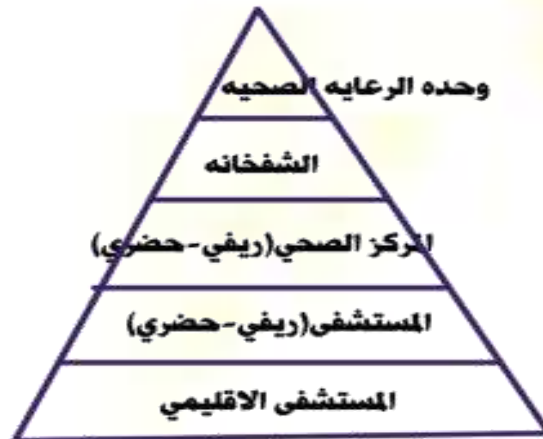 وحده الرعايه الصحيه
الشفخانه
المركز الصحي(ريفي-حضري)
المستشفى(ريفي-حضري)
المستشفى الاقليمي